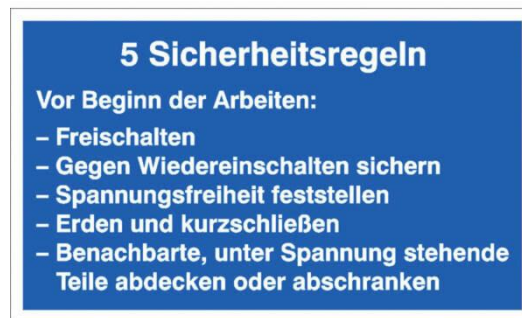 5 Sicherheitsregeln
Vor Beginn der Arbeiten:
– Freischalten
– Gegen Wiedereinschalten sichern
– Spannungsfreiheit feststellen
– Erden und kurzschließen
– Benachbarte, unter Spannung stehende
Teile abdecken oder abschranken